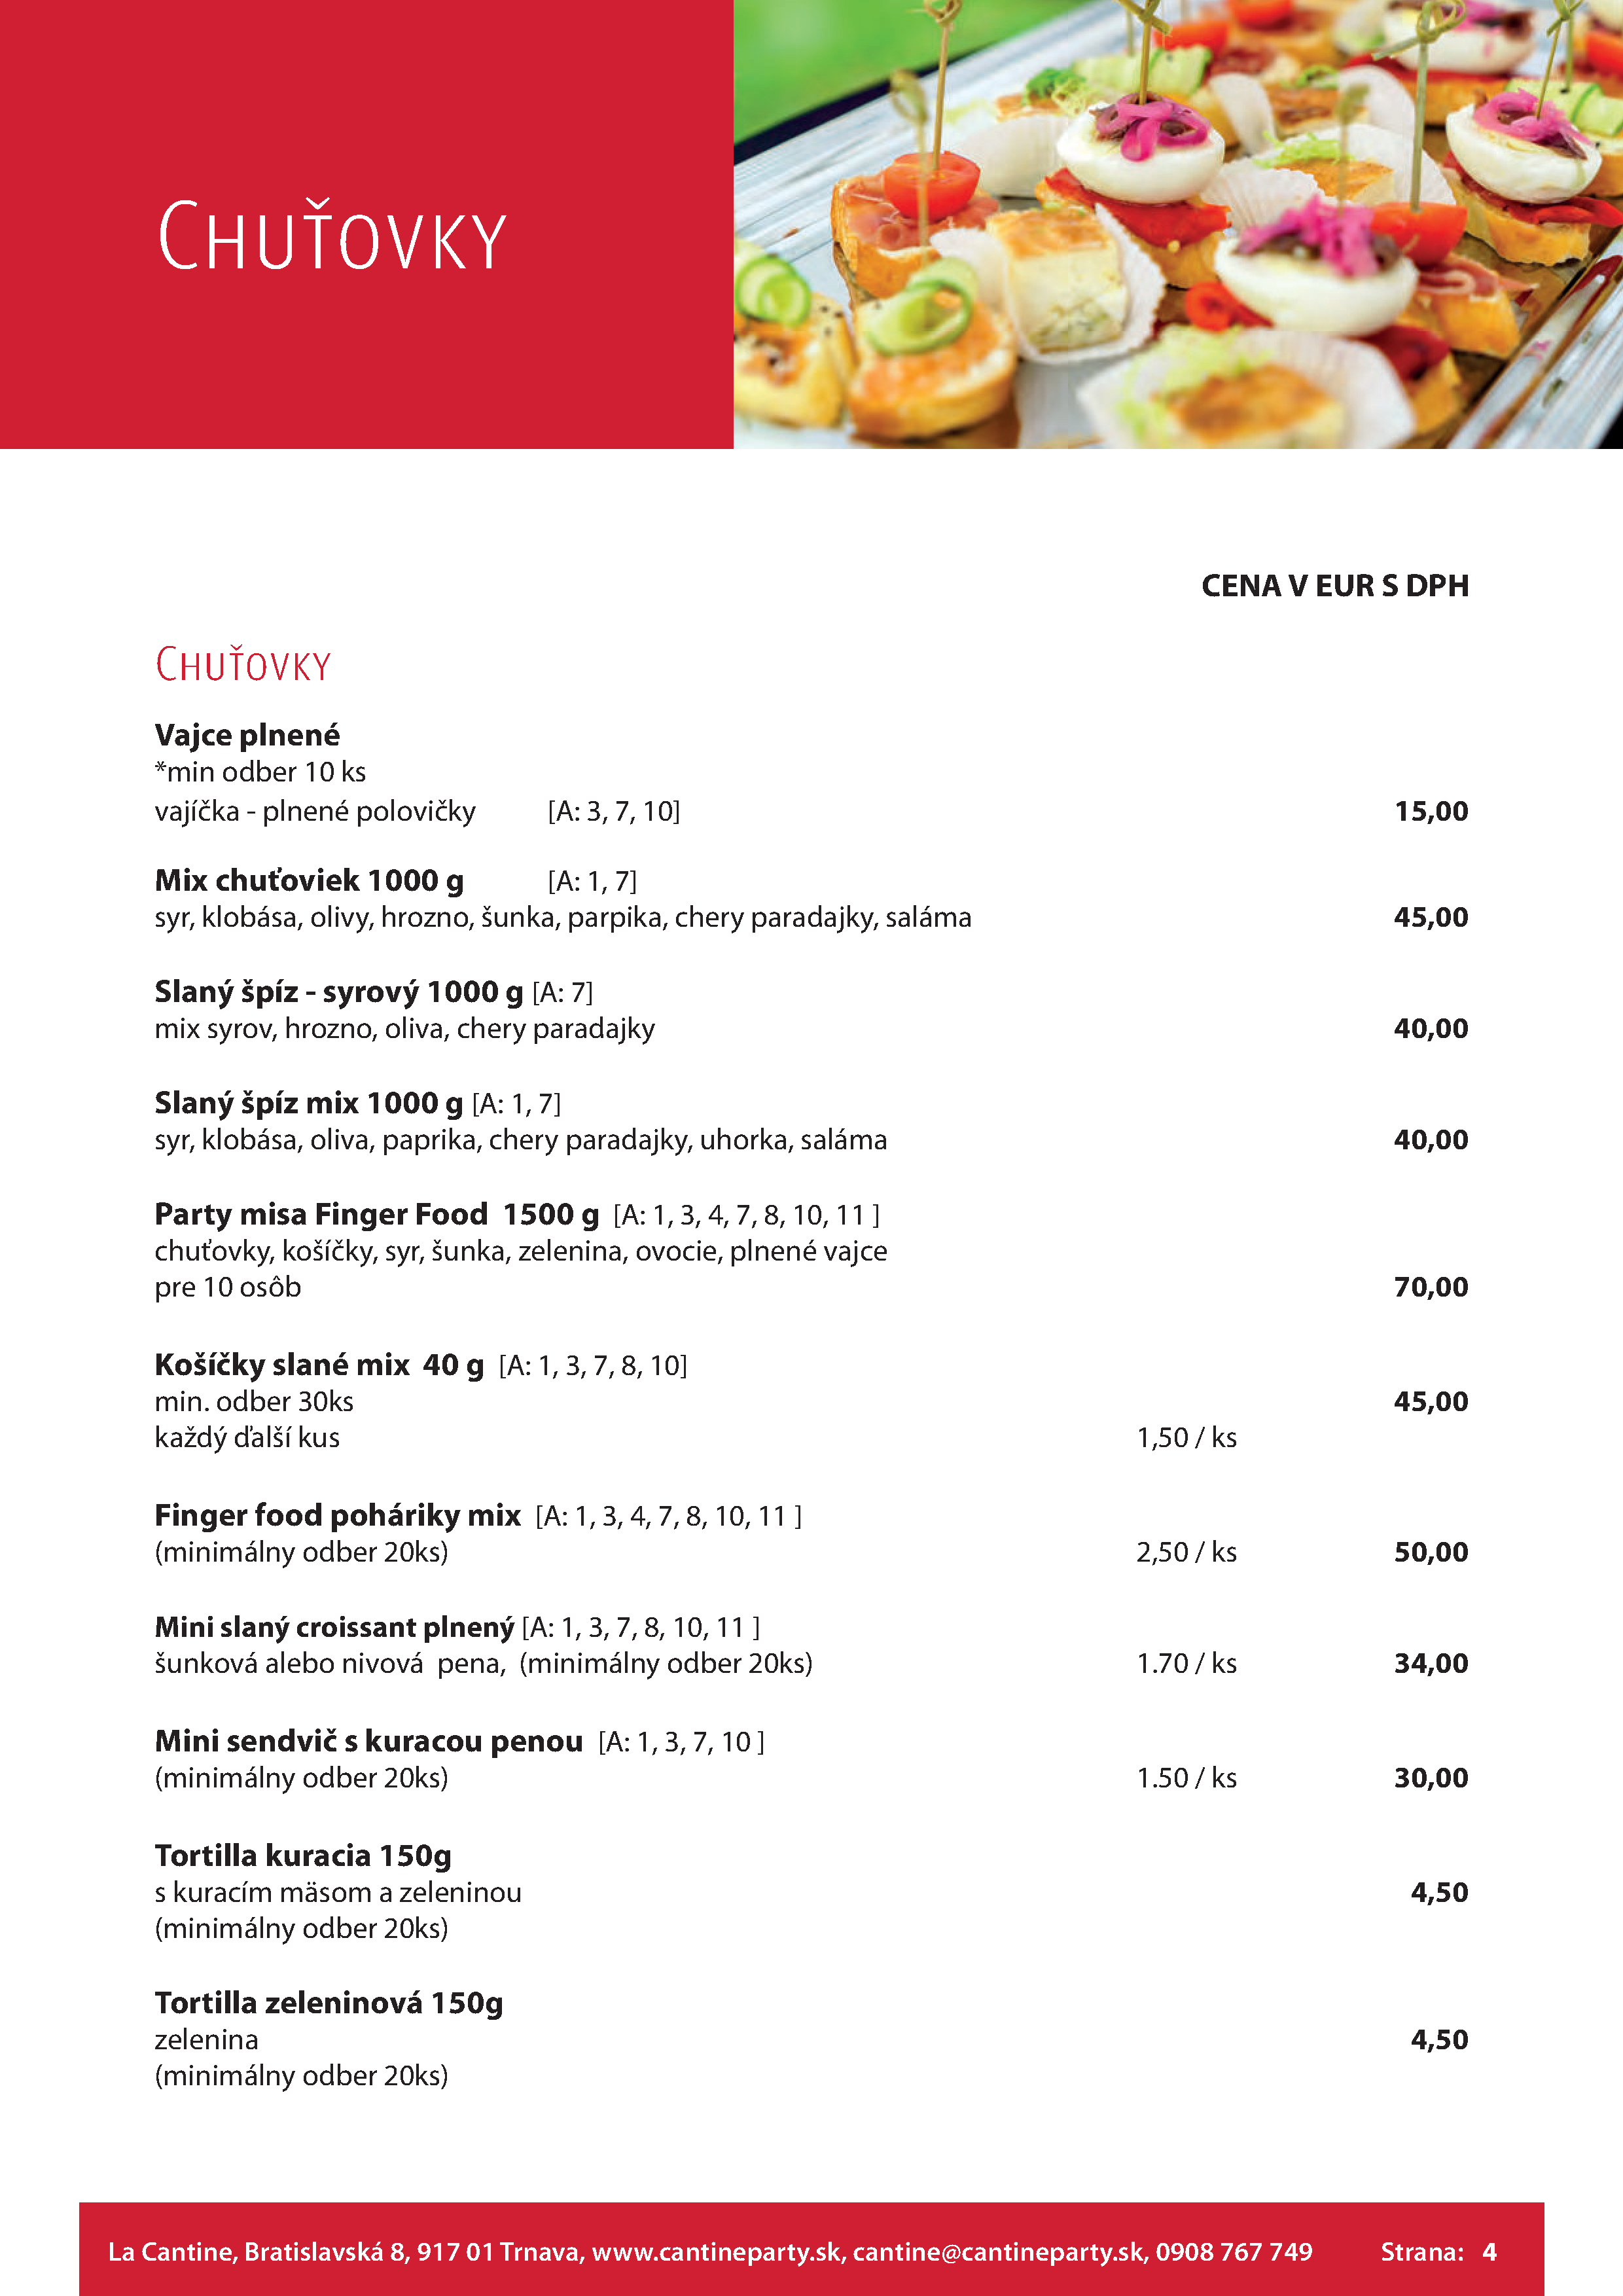 Chuťovky
CENA V EUR S DPH
Chuťovky
Vajce plnené
*min odber 10 ks
vajíčka - plnené polovičky [A: 3, 7, 10] 15,00
Mix chuťoviek 1000 g [A: 1, 7]
syr, klobása, olivy, hrozno, šunka, parpika, chery paradajky, saláma 45,00
Slaný špíz - syrový 1000 g [A: 7]
mix syrov, hrozno, oliva, chery paradajky 40,00
Slaný špíz mix 1000 g [A: 1, 7]
syr, klobása, oliva, paprika, chery paradajky, uhorka, saláma 40,00
Party misa Finger Food 1500 g [A: 1, 3, 4, 7, 8, 10, 11 ]
chuťovky, košíčky, syr, šunka, zelenina, ovocie, plnené vajce
pre 10 osôb 70,00
Košíčky slané mix 40 g [A: 1, 3, 7, 8, 10]
min. odber 30ks 45,00
každý ďalší kus 1,50 / ks
Finger food poháriky mix [A: 1, 3, 4, 7, 8, 10, 11 ]
(minimálny odber 20ks) 2,50 / ks 50,00
Mini slaný croissant plnený [A: 1, 3, 7, 8, 10, 11 ]
šunková alebo nivová pena, (minimálny odber 20ks) 1.70 / ks 34,00
Mini sendvič s kuracou penou [A: 1, 3, 7, 10 ]
(minimálny odber 20ks) 1.50 / ks 30,00
Tortilla kuracia 150g
s kuracím mäsom a zeleninou 4,50
(minimálny odber 20ks)
Tortilla zeleninová 150g
zelenina 4,50
(minimálny odber 20ks)
La Cantine, Bratislavská 8, 917 01 Trnava, www.cantineparty.sk, cantine@cantineparty.sk, 0908 767 749 Strana: 4